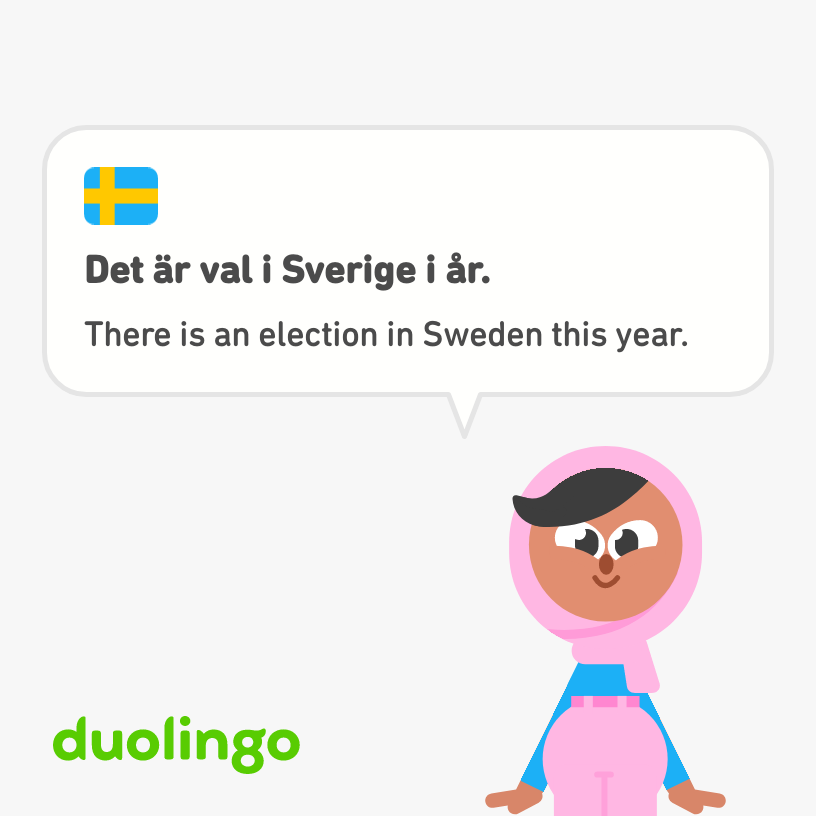 Det är val i Sverige i år.
There is an election in Sweden this year.
duolingo